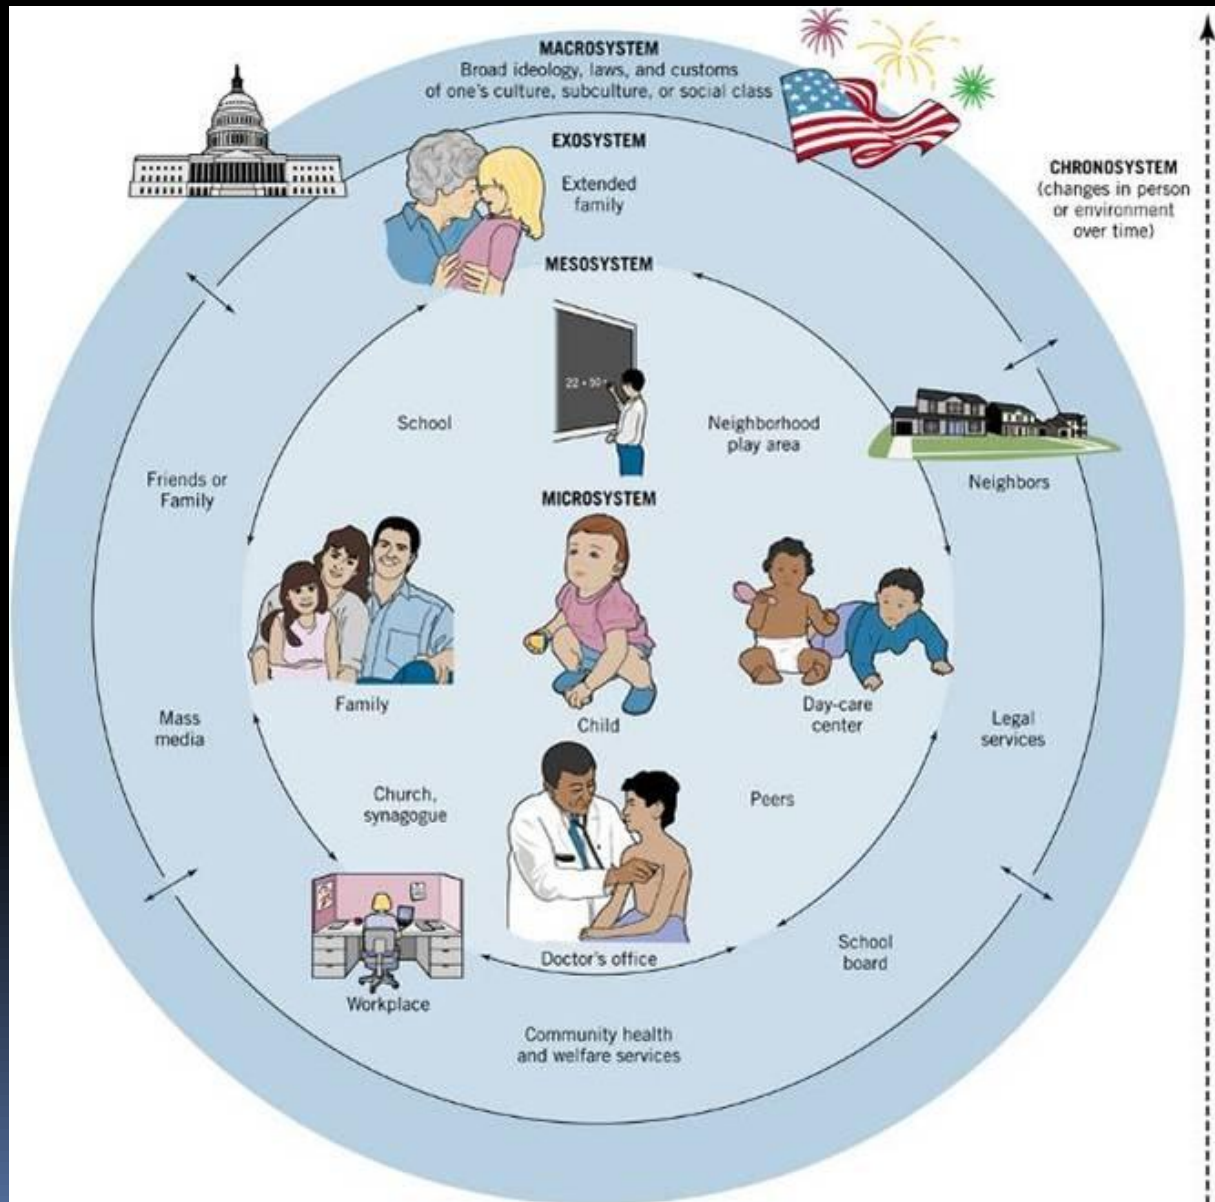 MACROSYSTEM
Broad ideology, laws, and customs
of one's culture, subculture, or social class
EXOSYSTEM
Extended
family
CHRONOSYSTEM
(changes in person
or environment
over time)
MESOSYSTEM
22 + 50 =
School
Neighborhood
play area
Friends or
Family
Neighbors
MICROSYSTEM
Family
Child
Day-care
center
Mass
media
Legal
services
Church,
synagogue
Peers
Doctor's office
School
board
Workplace
Community health
and welfare services